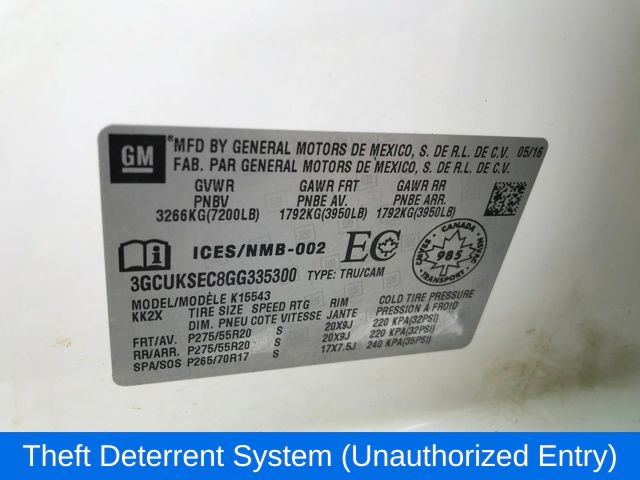 GM
*MFD BY GENERAL MOTORS DE MEXICO, S. DE R.L. DE C.V. 05/16
FAB. PAR GENERAL MOTORS DE MEXICO, S. DE R.L. DE C.V.
GVWR GAWR FRT GAWR RR
PNBV PNBE AV. PNBE ARR.
3266KG(7200LB) 1792KG(3950LB) 1792KG(3950LB)
ICES/NMB-002 EC
CANADA
985
TRANSPORT
3GCUKSEC8GG335300 TYPE: TRU/CAM
MODEL/MODÈLE K15543
KK2X TIRE SIZE SPEED RTG RIM COLD TIRE PRESSURE
DIM. PNEU COTE VITESSE JANTE PRESSION À FROID
FRT/AV. P275/55R20 S 20X9J 220 KPA(32PSI)
RR/ARR. P275/55R20 S 20X9J 220 KPA(32PSI)
SPA/SOS P265/70R17 S 17X7.5J 240 KPA(35PSI)
Theft Deterrent System (Unauthorized Entry)